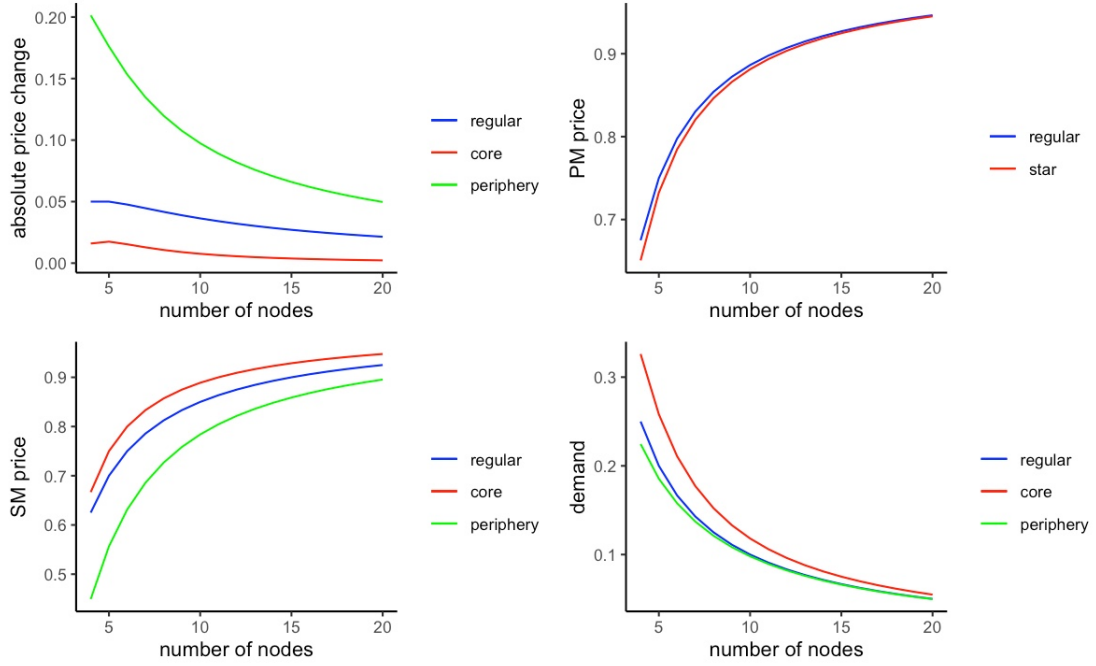 absolute price change
0.20
0.15
0.10
0.05
0.00
5
10
15
20
number of nodes
regular
core
periphery
PM price
0.9
0.8
0.7
5
10
15
20
number of nodes
regular
star
SM price
0.9
0.8
0.7
0.6
0.5
5
10
15
20
number of nodes
regular
core
periphery
demand
0.3
0.2
0.1
5
10
15
20
number of nodes
regular
core
periphery